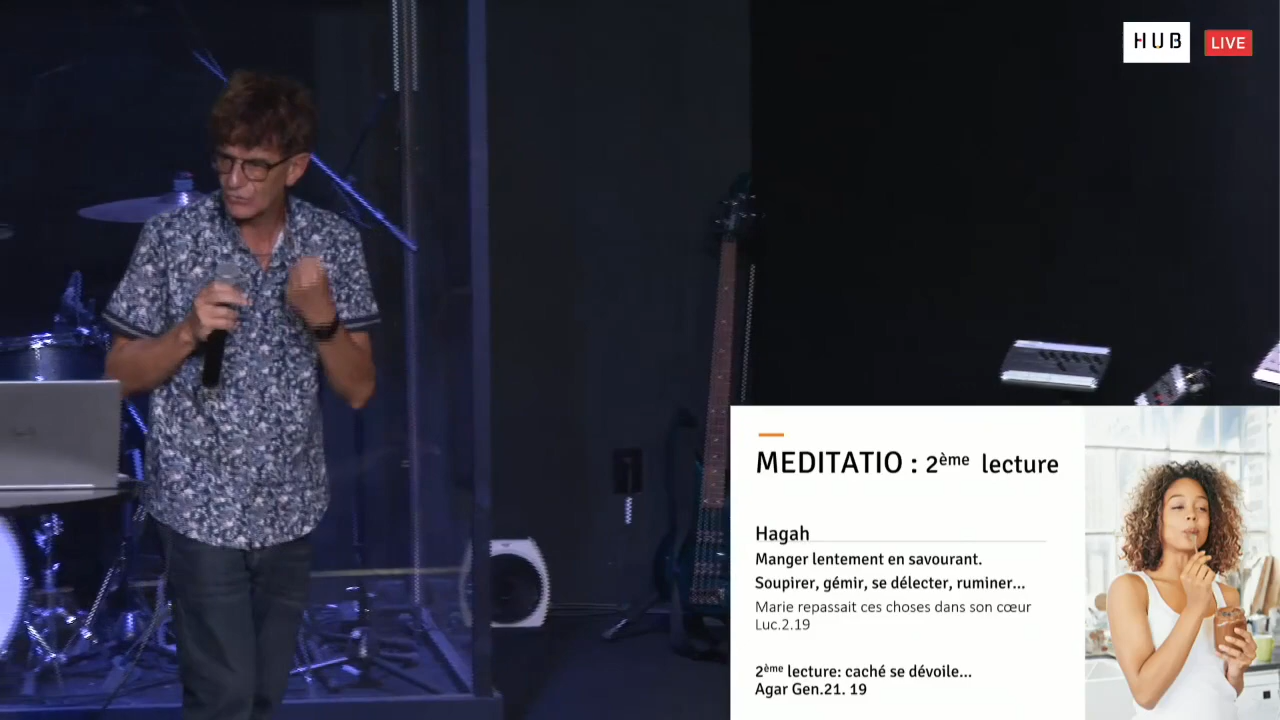 HUB
LIVE
MEDITATIO : 2ème lecture
Hagah
Manger lentement en savourant.
Soupirer, gémir, se délecter, ruminer...
Marie repassait ces choses dans son cœur
Luc.2.19
2ème lecture: caché se dévoile...
Agar Gen.21. 19